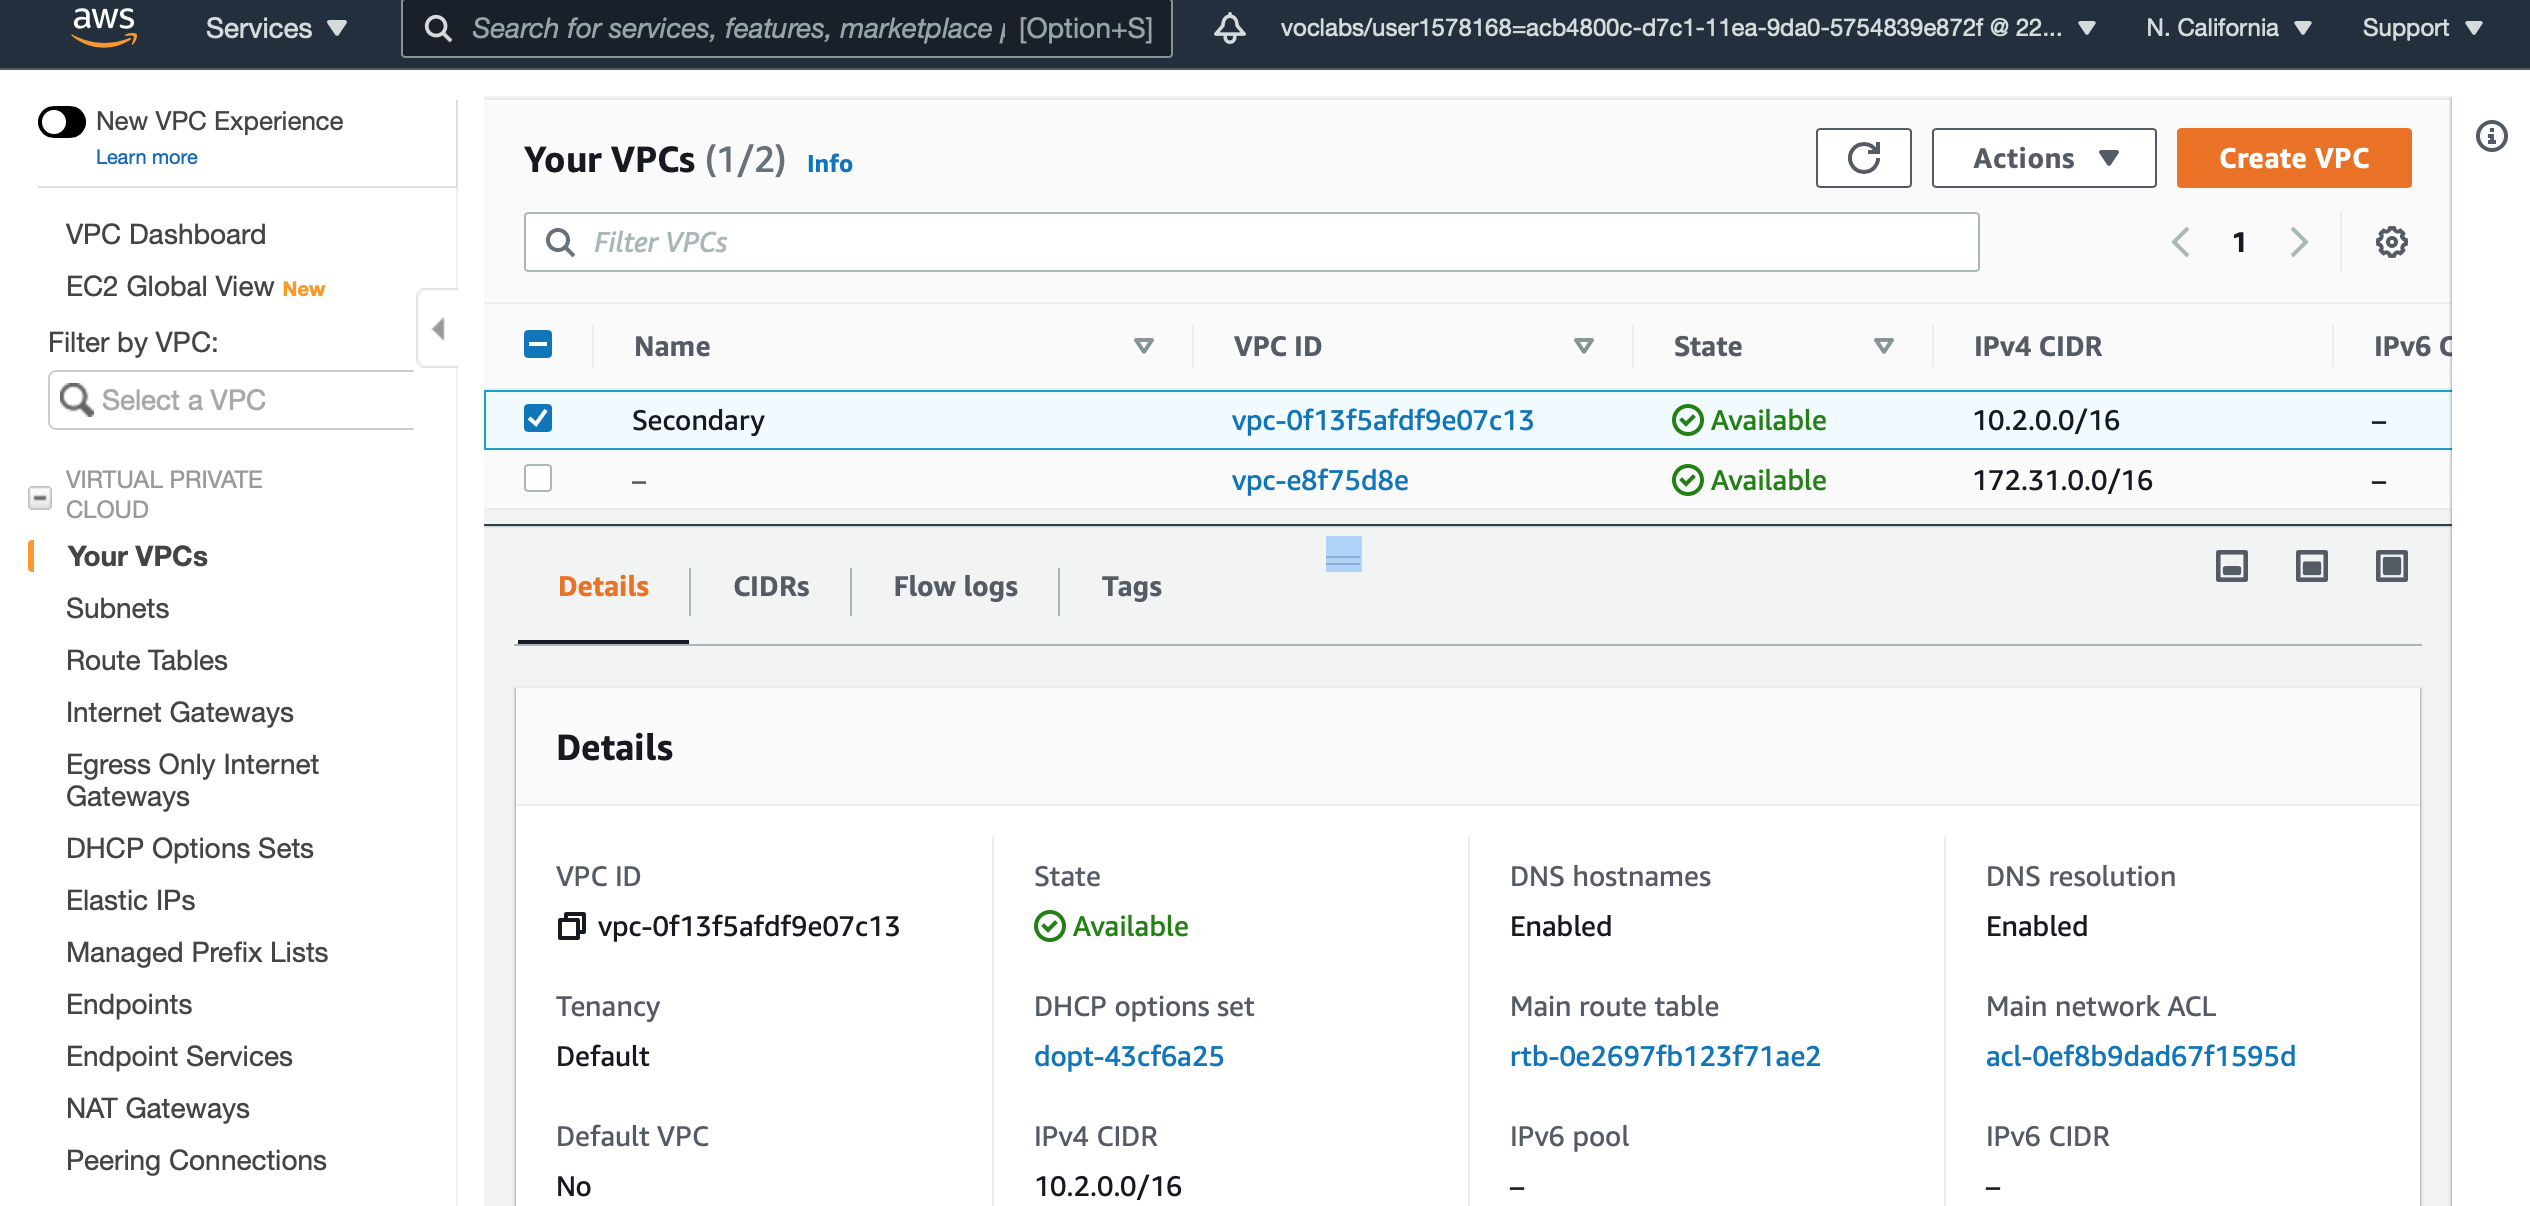 aws
Services
Search for services, features, marketplace [Option+S]
voclabs/user1578168=acb4800c-d7c1-11ea-9da0-5754839e872f @ 22...
N. California
Support
New VPC Experience
Learn more
VPC Dashboard
EC2 Global View New
Filter by VPC:
Select a VPC
VIRTUAL PRIVATE
CLOUD
Your VPCs
Subnets
Route Tables
Internet Gateways
Egress Only Internet
Gateways
DHCP Options Sets
Elastic IPs
Managed Prefix Lists
Endpoints
Endpoint Services
NAT Gateways
Peering Connections
Your VPCs (1/2) Info
Actions
Create VPC
Filter VPCs
1
Name VPC ID State IPv4 CIDR IPv6 C
Secondary vpc-0f13f5afdf9e07c13 Available 10.2.0.0/16 –
– vpc-e8f75d8e Available 172.31.0.0/16 –
Details CIDRs Flow logs Tags
Details
VPC ID State DNS hostnames DNS resolution
vpc-0f13f5afdf9e07c13 Available Enabled Enabled
Tenancy DHCP options set Main route table Main network ACL
Default dopt-43cf6a25 rtb-0e2697fb123f71ae2 acl-0ef8b9dad67f1595d
Default VPC IPv4 CIDR IPv6 pool IPv6 CIDR
No 10.2.0.0/16 – –